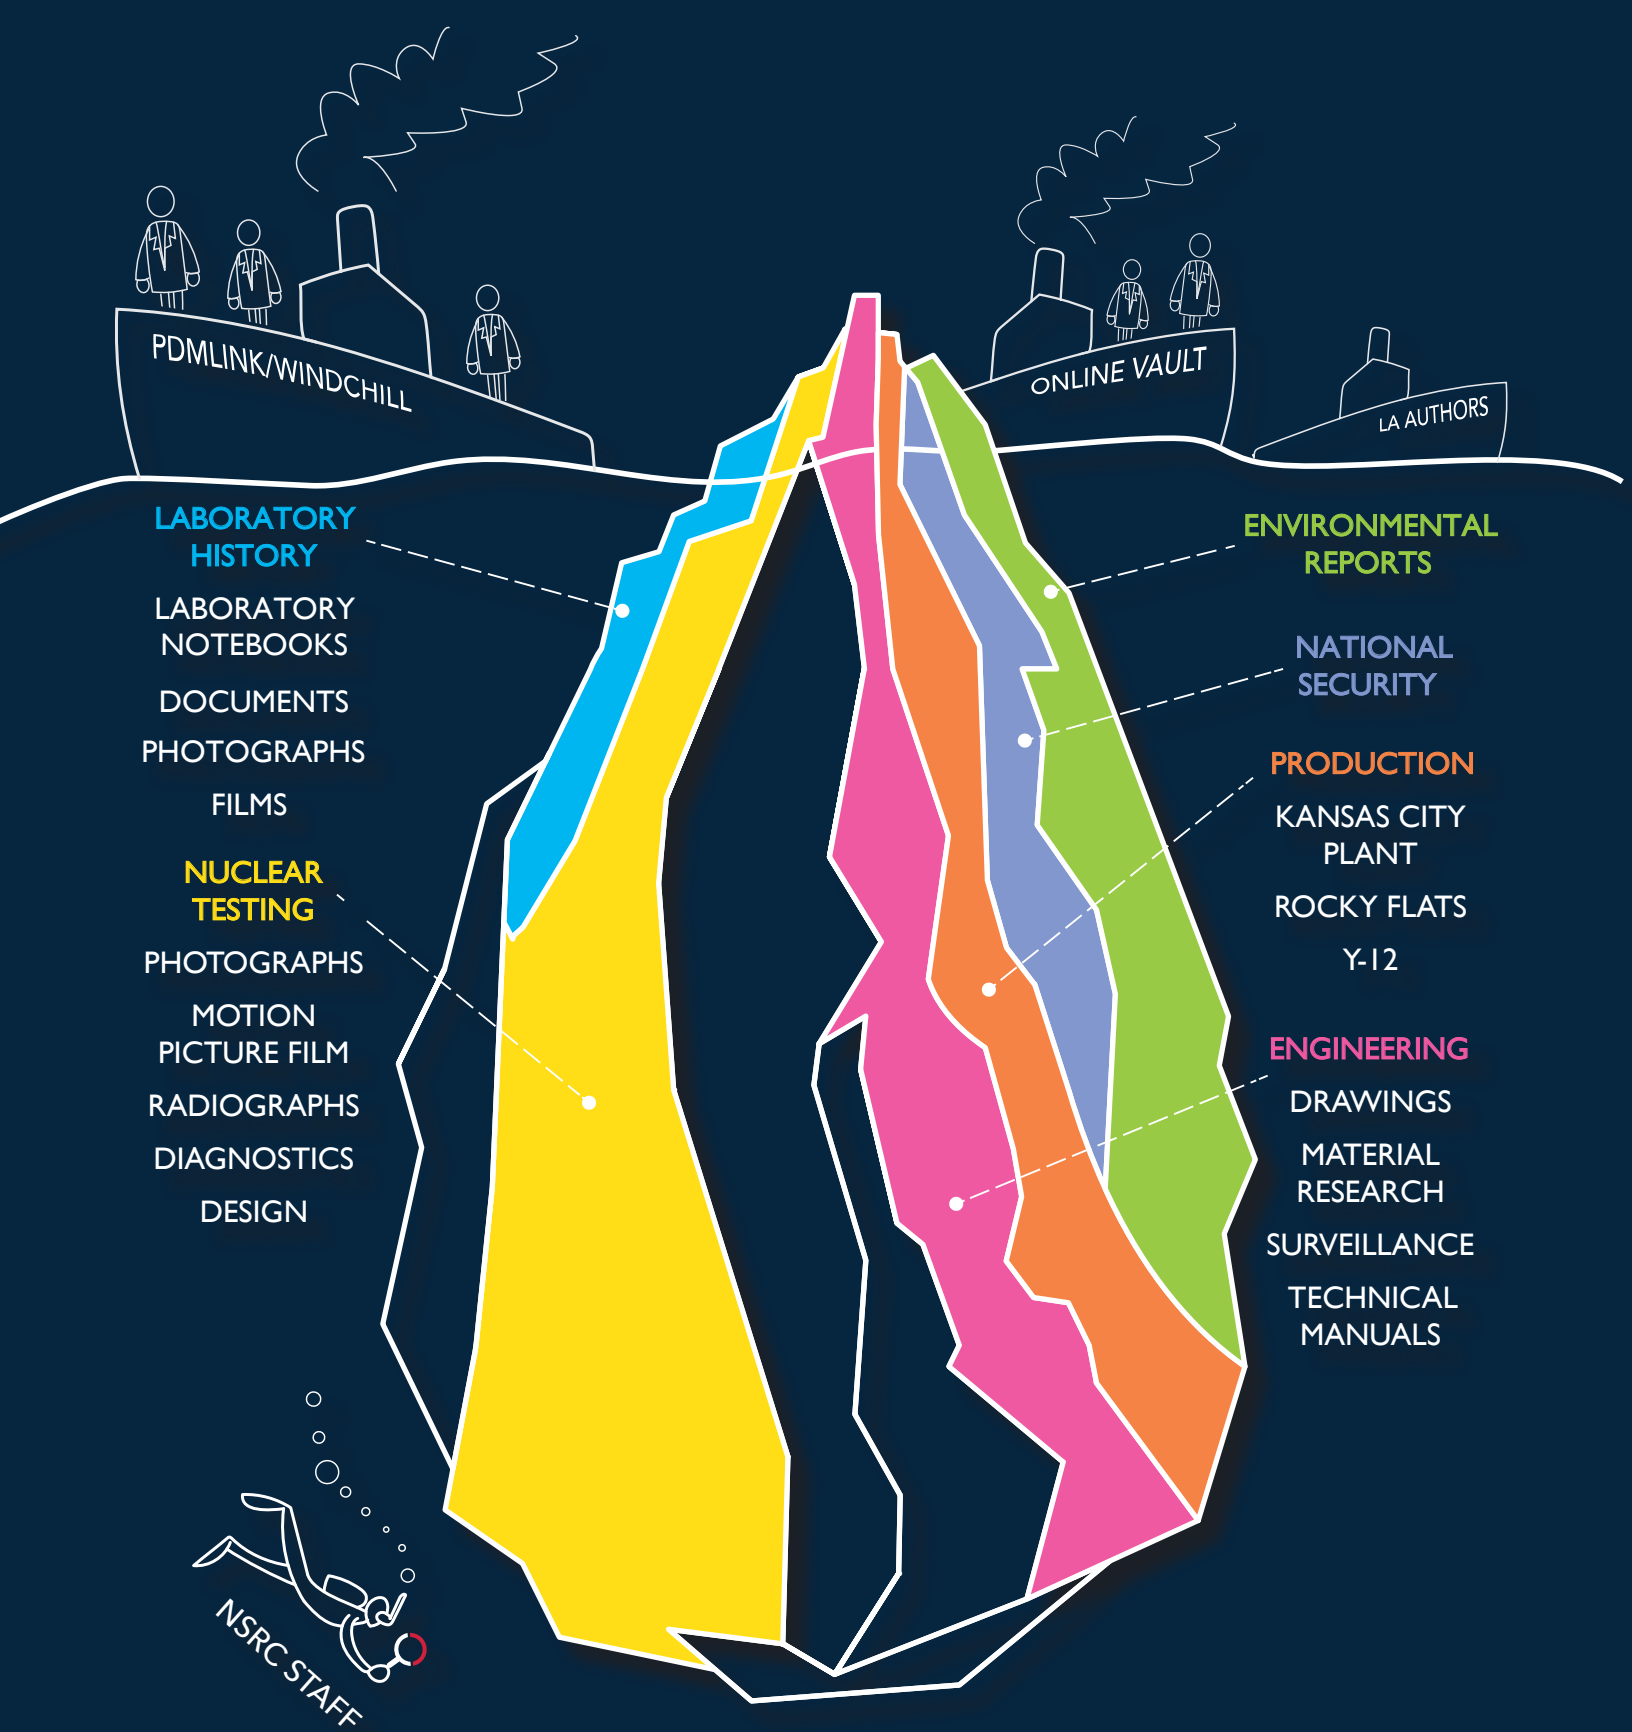 PDMLINK/WINDCHILL
ONLINE VAULT
LA AUTHORS
LABORATORY
HISTORY
LABORATORY
NOTEBOOKS
DOCUMENTS
PHOTOGRAPHS
FILMS
NUCLEAR
TESTING
PHOTOGRAPHS
MOTION
PICTURE FILM
RADIOGRAPHS
DIAGNOSTICS
DESIGN
ENVIRONMENTAL
REPORTS
NATIONAL
SECURITY
PRODUCTION
KANSAS CITY
PLANT
ROCKY FLATS
Y-12
ENGINEERING
DRAWINGS
MATERIAL
RESEARCH
SURVEILLANCE
TECHNICAL
MANUALS
NSRC STAFF